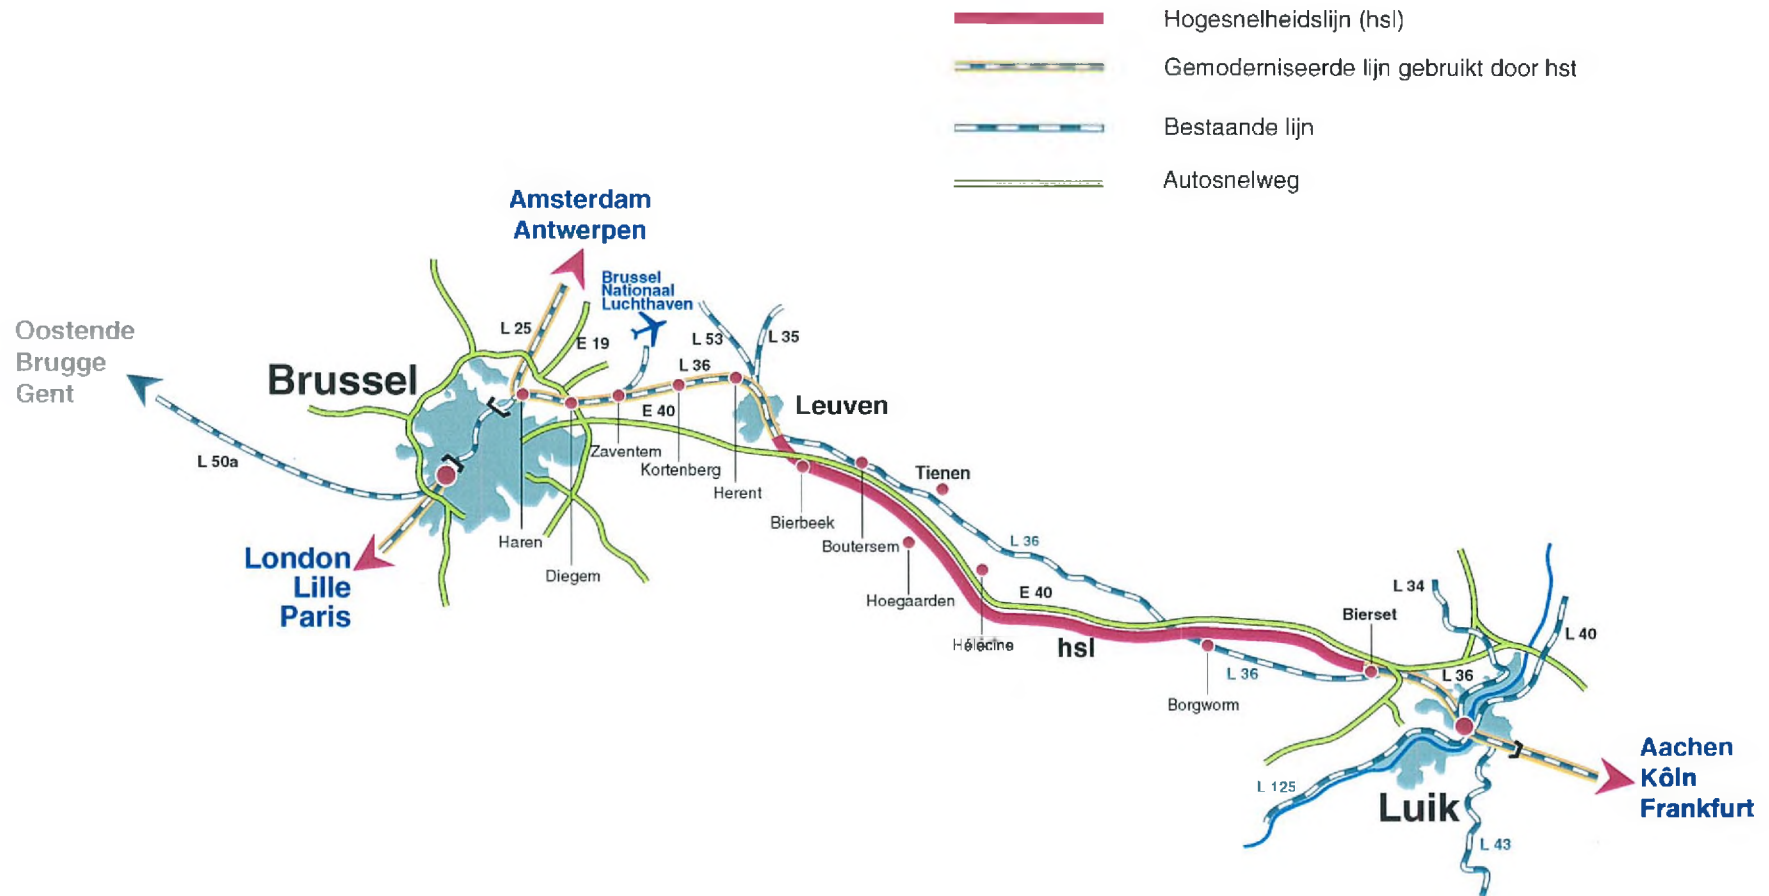 Hogesnelheidslijn (hsl)
Gemoderniseerde lijn gebruikt door hst
Bestaande lijn
Autosnelweg
Amsterdam
Antwerpen
Brussel
Nationaal
Luchthaven
Oostende
Brugge
Gent
L 25
E 19
L 53
L 35
L 36
Brussel
E 40
Leuven
L 50a
Zaventem
Kortenberg
Herent
Tienen
Bierbeek
Boutersem
Haren
Diegem
London
Lille
Paris
L 36
Hoegaarden
E 40
Hélécine
hsl
L 34
Bierset
L 40
L 36
L 36
Borgworm
Aachen
Kôln
Frankfurt
L 125
Luik
L 43